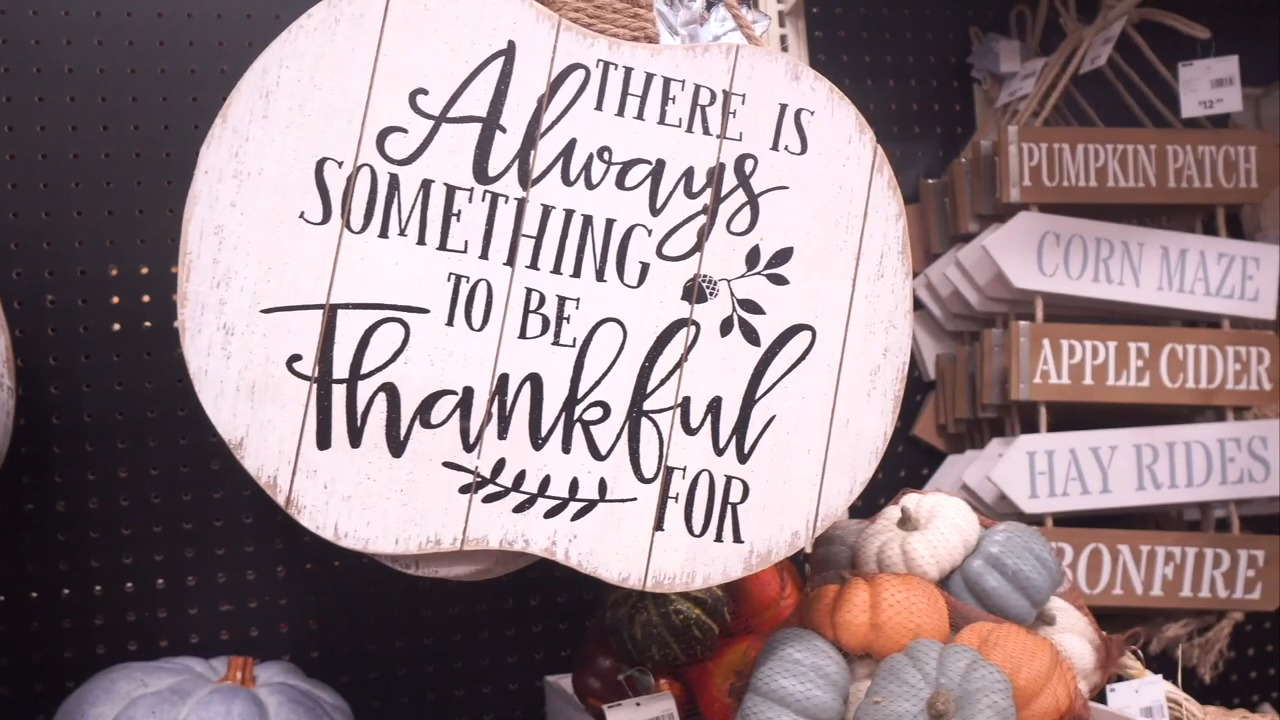 THERE IS
Always
SOMETHING
TO BE
Thankful
FOR
PUMPKIN PATCH
CORN MAZE
APPLE CIDER
HAY RIDES
BONFIRE